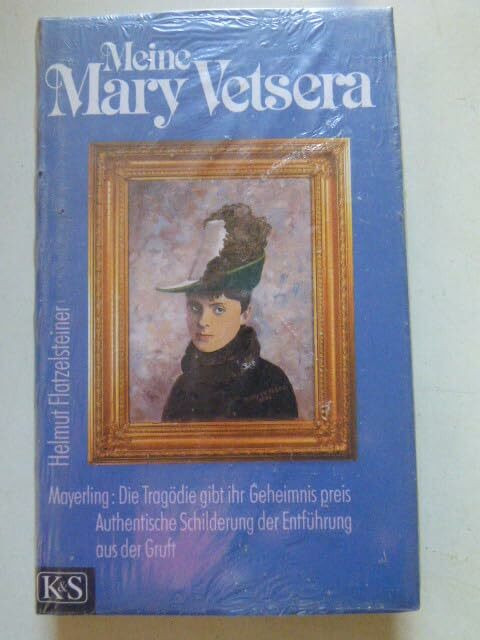 Meine
Mary Vetsera
Helmut Flatzelsteiner
Mayerling: Die Tragödie gibt ihr Geheimnis preis
Authentische Schilderung der Entführung
aus der Gruft
K&S